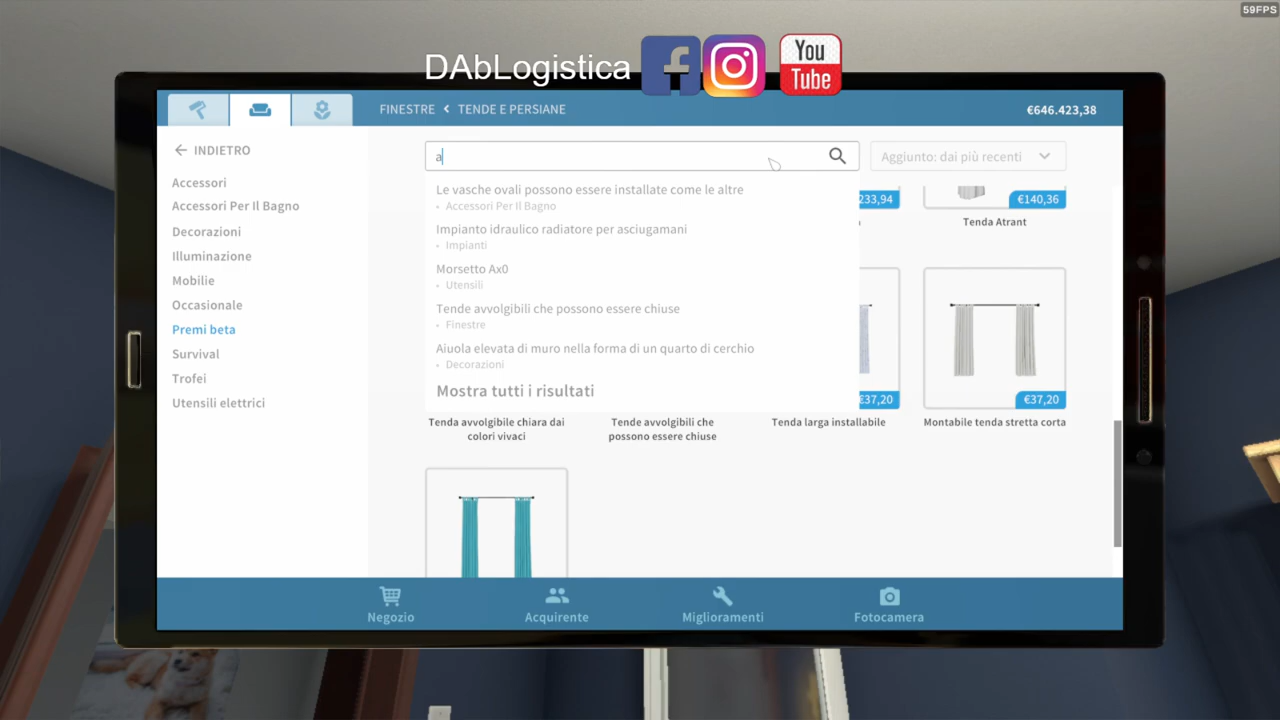 59FPS
DAbLogistica
You
Tube
FINESTRE < TENDE E PERSIANE
€646.423,38
INDIETRO
a
Aggiunto: dai più recenti
Accessori
Accessori Per Il Bagno
Decorazioni
Illuminazione
Mobilie
Occasionale
Premi beta
Survival
Trofei
Utensili elettrici
Le vasche ovali possono essere installate come le altre
• Accessori Per Il Bagno
Impianto idraulico radiatore per asciugamani
• Impianti
Morsetto Ax0
• Utensili
Tende avvolgibili che possono essere chiuse
• Finestre
Aiuola elevata di muro nella forma di un quarto di cerchio
• Decorazioni
Mostra tutti i risultati
233,94
€140,36
Tenda Atrant
€37,20
€37,20
Tenda avvolgibile chiara dai
colori vivaci
Tende avvolgibili che
possono essere chiuse
Tenda larga installabile
Montabile tenda stretta corta
Negozio
Acquirente
Miglioramenti
Fotocamera